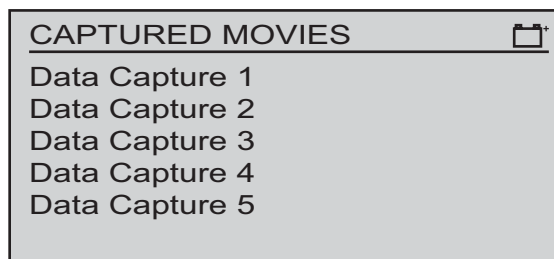 CAPTURED MOVIES
Data Capture 1
Data Capture 2
Data Capture 3
Data Capture 4
Data Capture 5